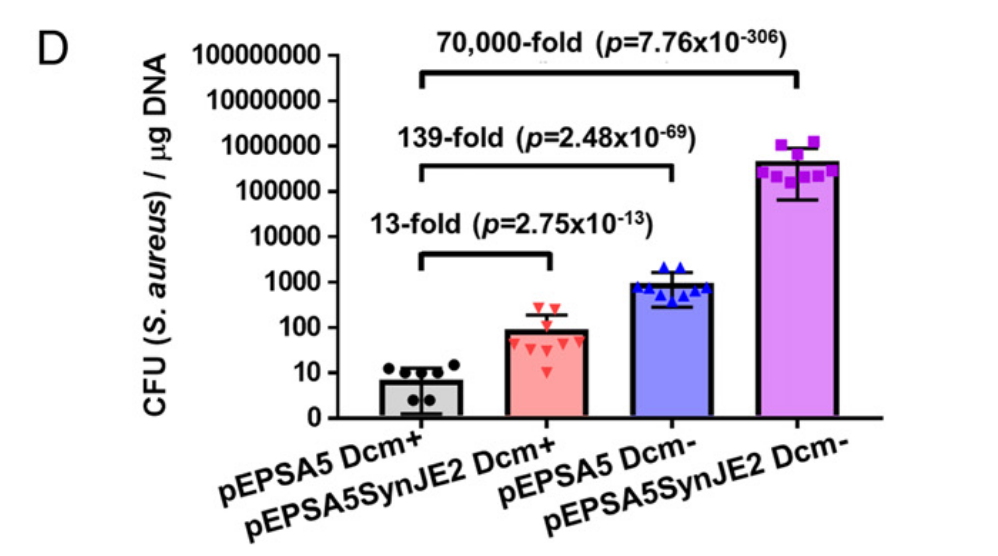 D
70,000-fold (p=7.76x10-306)
139-fold (p=2.48x10-69)
13-fold (p=2.75x10-13)
CFU (S. aureus) / µg DNA
100000000
10000000
1000000
100000
10000
1000
100
10
0
pEPSA5 Dcm+
pEPSA5SynJE2 Dcm+
pEPSA5 Dcm-
pEPSA5SynJE2 Dcm-